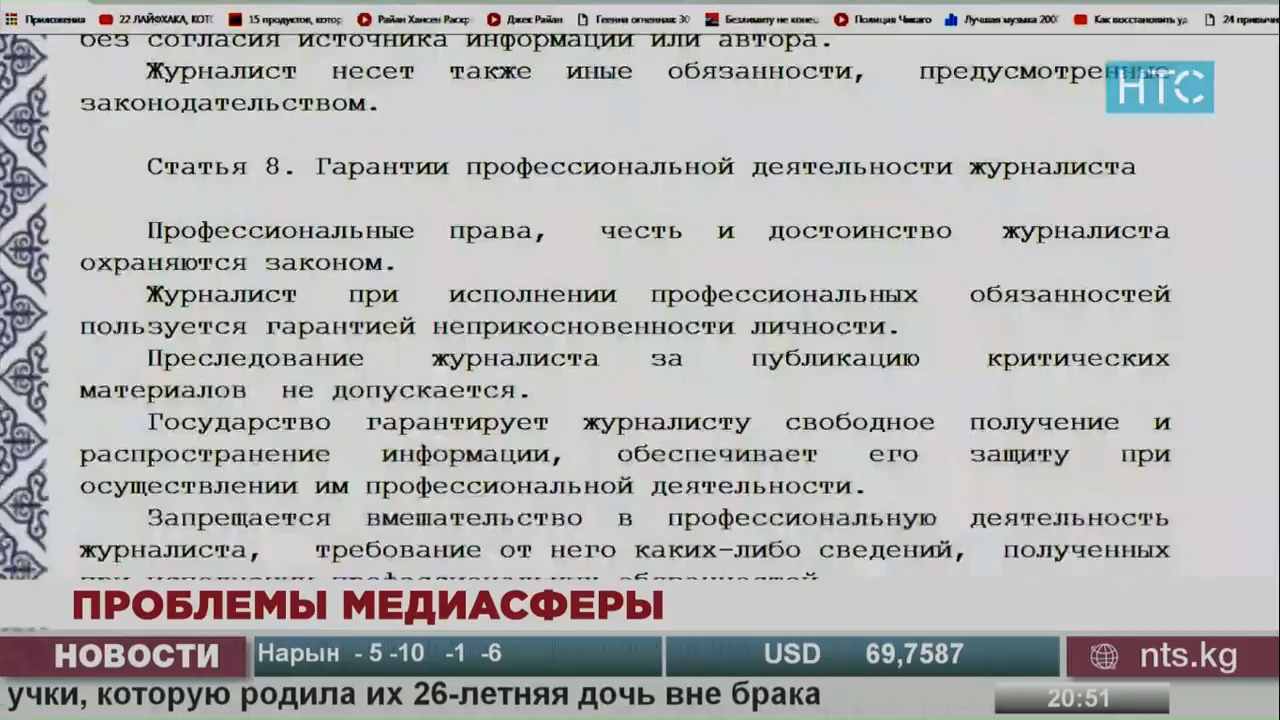 Приложения 22 ЛАЙФХАКА, КОТО 15 продуктов, котор Райан Хансен Раскр Джек Райан Геенна огненная: 30 Безлимиту не конец Полиция Чикаго Лучшая музыка 200 Как восстановить уд 24 привычк
без согласия источника информации или автора.
Журналист несет также иные обязанности, предусмотренные
законодательством.
НТС
Статья 8. Гарантии профессиональной деятельности журналиста
Профессиональные права, честь и достоинство журналиста
охраняются законом.
Журналист при исполнении профессиональных обязанностей
пользуется гарантией неприкосновенности личности.
Преследование журналиста за публикацию критических
материалов не допускается.
Государство гарантирует журналисту свободное получение и
распространение информации, обеспечивает его защиту при
осуществлении им профессиональной деятельности.
Запрещается вмешательство в профессиональную деятельность
журналиста, требование от него каких-либо сведений, полученных
при исполнении профессиональных обязанностей.
ПРОБЛЕМЫ МЕДИАСФЕРЫ
НОВОСТИ Нарын - 5 -10 -1 -6 USD 69,7587 nts.kg
учки, которую родила их 26-летняя дочь вне брака 20:51